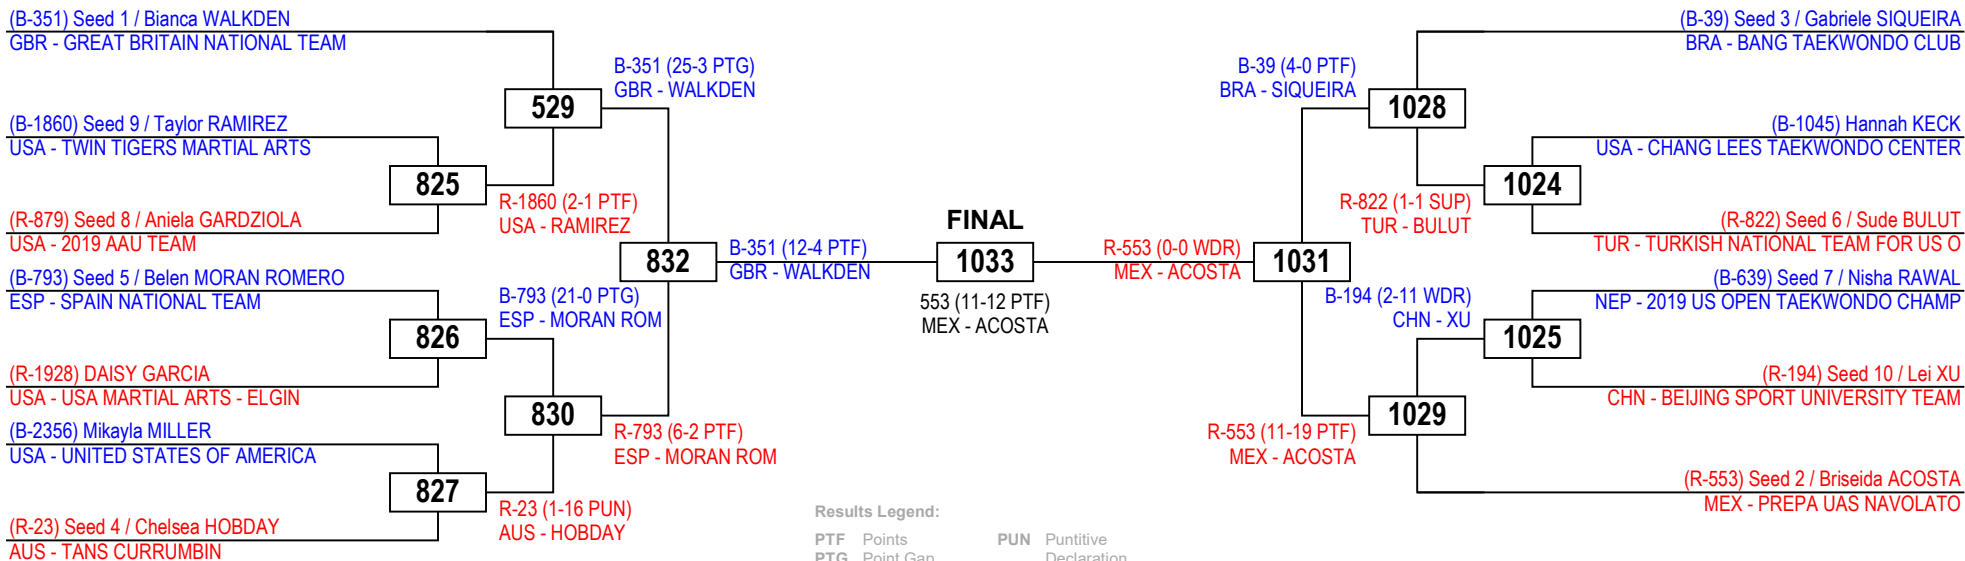 (B-351) Seed 1 / Bianca WALKDEN
GBR - GREAT BRITAIN NATIONAL TEAM
529
B-351 (25-3 PTG)
GBR - WALKDEN
(B-1860) Seed 9 / Taylor RAMIREZ
USA - TWIN TIGERS MARTIAL ARTS
825
R-1860 (2-1 PTF)
USA - RAMIREZ
(R-879) Seed 8 / Aniela GARDZIOLA
USA - 2019 AAU TEAM
832
B-351 (12-4 PTF)
GBR - WALKDEN
(B-793) Seed 5 / Belen MORAN ROMERO
ESP - SPAIN NATIONAL TEAM
826
B-793 (21-0 PTG)
ESP - MORAN ROM
(R-1928) DAISY GARCIA
USA - USA MARTIAL ARTS - ELGIN
830
R-793 (6-2 PTF)
ESP - MORAN ROM
(B-2356) Mikayla MILLER
USA - UNITED STATES OF AMERICA
827
R-23 (1-16 PUN)
AUS - HOBDAY
(R-23) Seed 4 / Chelsea HOBDAY
AUS - TANS CURRUMBIN
FINAL
1033
553 (11-12 PTF)
MEX - ACOSTA
(B-39) Seed 3 / Gabriele SIQUEIRA
BRA - BANG TAEKWONDO CLUB
B-39 (4-0 PTF)
BRA - SIQUEIRA
1028
(B-1045) Hannah KECK
USA - CHANG LEES TAEKWONDO CENTER
1024
R-822 (1-1 SUP)
TUR - BULUT
(R-822) Seed 6 / Sude BULUT
TUR - TURKISH NATIONAL TEAM FOR US O
R-553 (0-0 WDR)
MEX - ACOSTA
1031
(B-639) Seed 7 / Nisha RAWAL
NEP - 2019 US OPEN TAEKWONDO CHAMP
B-194 (2-11 WDR)
CHN - XU
1025
(R-194) Seed 10 / Lei XU
CHN - BEIJING SPORT UNIVERSITY TEAM
1029
R-553 (11-19 PTF)
MEX - ACOSTA
(R-553) Seed 2 / Briseida ACOSTA
MEX - PREPA UAS NAVOLATO
Results Legend:
PTF Points PUN Puntitive
PTG Point Gap Declaration